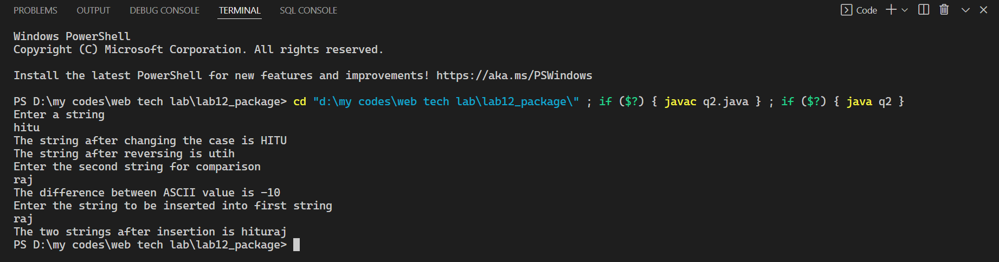 PROBLEMS OUTPUT DEBUG CONSOLE TERMINAL SQL CONSOLE Code
Windows PowerShell
Copyright (C) Microsoft Corporation. All rights reserved.
Install the latest PowerShell for new features and improvements! https://aka.ms/PSWindows
PS D:\my codes\web tech lab\lab12_package> cd "d:\my codes\web tech lab\lab12_package\" ; if ($?) { javac q2.java } ; if ($?) { java q2 }
Enter a string
hitu
The string after changing the case is HITU
The string after reversing is utih
Enter the second string for comparison
raj
The difference between ASCII value is -10
Enter the string to be inserted into first string
raj
The two strings after insertion is hituraj
PS D:\my codes\web tech lab\lab12_package>